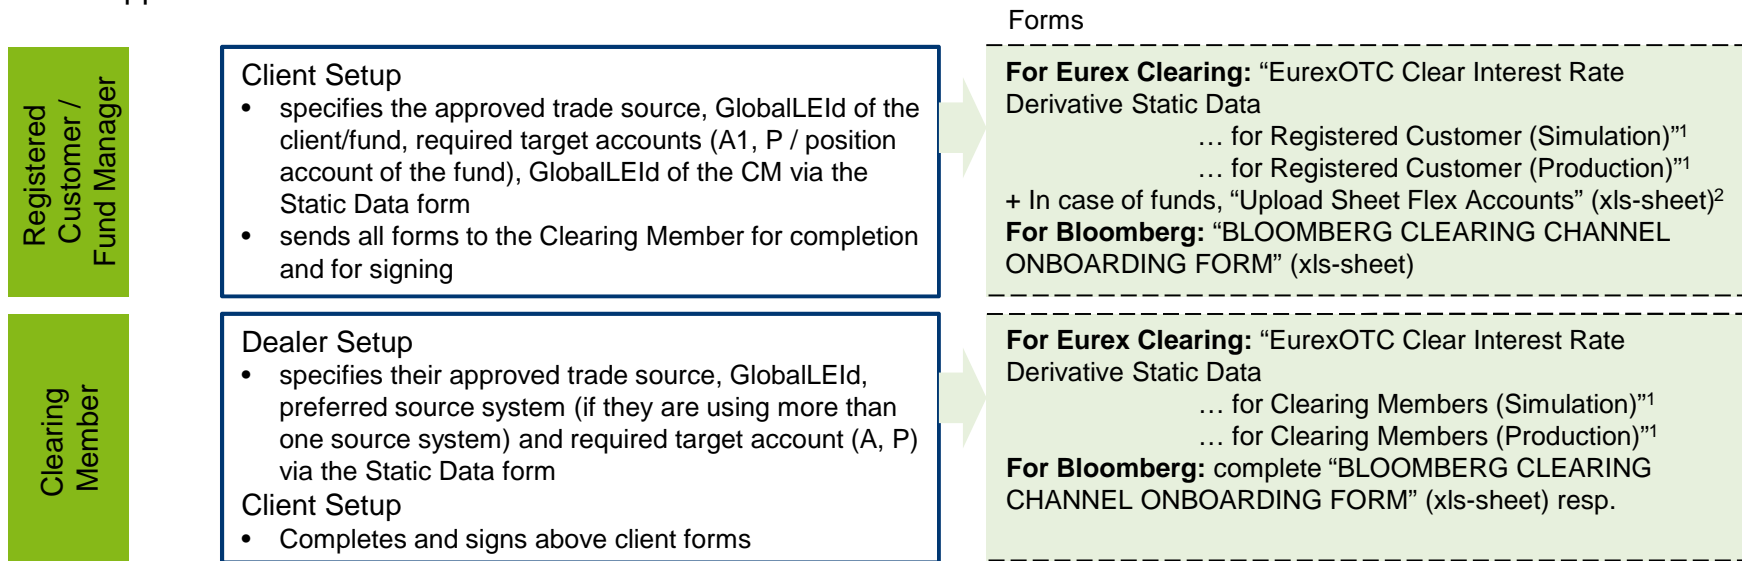 Forms
Registered
Customer /
Fund Manager
Client Setup
• specifies the approved trade source, GlobalLEId of the
client/fund, required target accounts (A1, P / position
account of the fund), GlobalLEId of the CM via the
Static Data form
• sends all forms to the Clearing Member for completion
and for signing
For Eurex Clearing: “EurexOTC Clear Interest Rate
Derivative Static Data
… for Registered Customer (Simulation)”1
… for Registered Customer (Production)”1
+ In case of funds, “Upload Sheet Flex Accounts” (xls-sheet)2
For Bloomberg: “BLOOMBERG CLEARING CHANNEL
ONBOARDING FORM” (xls-sheet)
Clearing
Member
Dealer Setup
• specifies their approved trade source, GlobalLEId,
preferred source system (if they are using more than
one source system) and required target account (A, P)
via the Static Data form
Client Setup
• Completes and signs above client forms
For Eurex Clearing: “EurexOTC Clear Interest Rate
Derivative Static Data
… for Clearing Members (Simulation)”1
… for Clearing Members (Production)”1
For Bloomberg: complete “BLOOMBERG CLEARING
CHANNEL ONBOARDING FORM” (xls-sheet) resp.